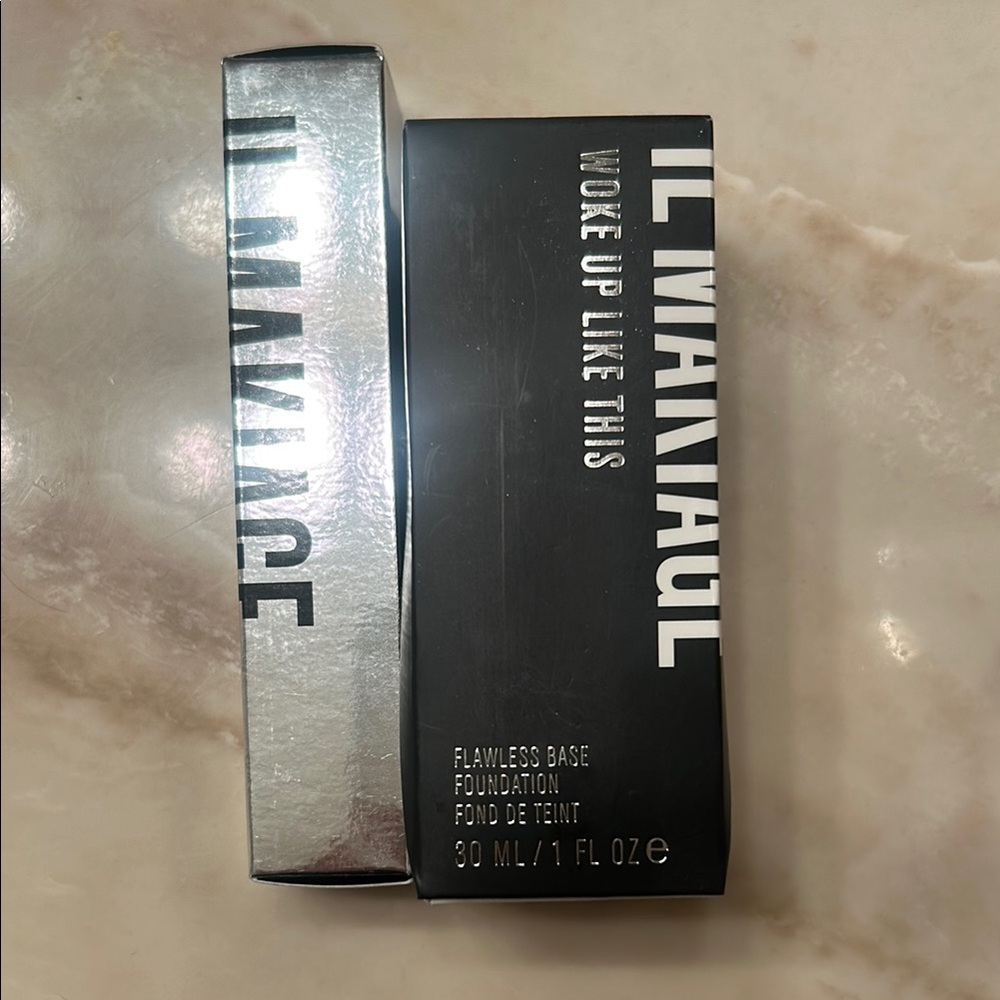 IL MAKIAGE
IL MAKIAGE
WOKE UP LIKE THIS
FLAWLESS BASE
FOUNDATION
FOND DE TEINT
30 ML / 1 FL OZ e